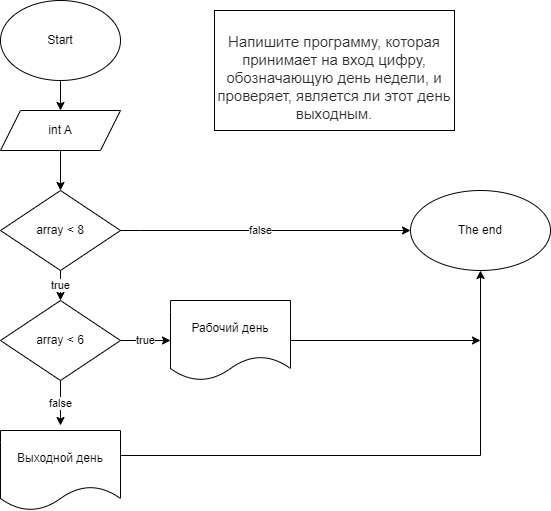 Start
Напишите программу, которая
принимает на вход цифру,
обозначающую день недели, и
проверяет, является ли этот день
выходным.
int A
array < 8
false
The end
true
array < 6
true
Рабочий день
false
Выходной день